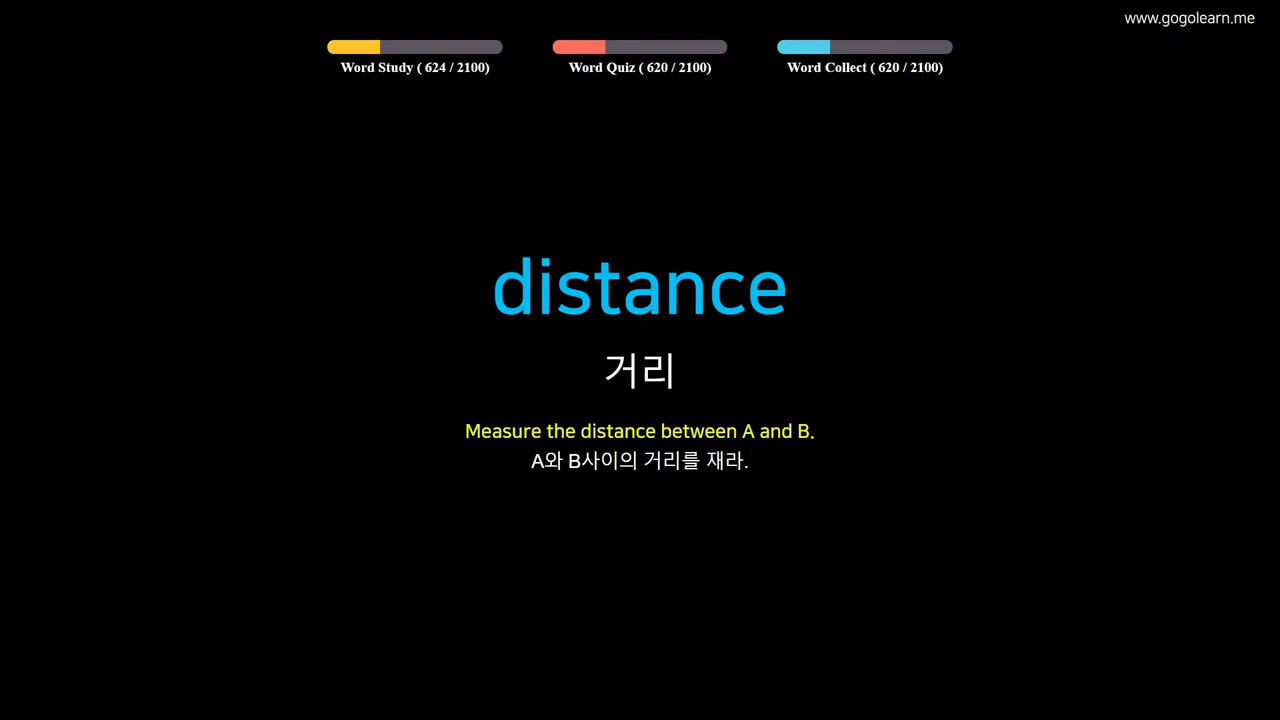 www.gogolearn.me
Word Study ( 624 / 2100)
Word Quiz ( 620 / 2100)
Word Collect ( 620 / 2100)
distance
거리
Measure the distance between A and B.
A와 B사이의 거리를 재라.